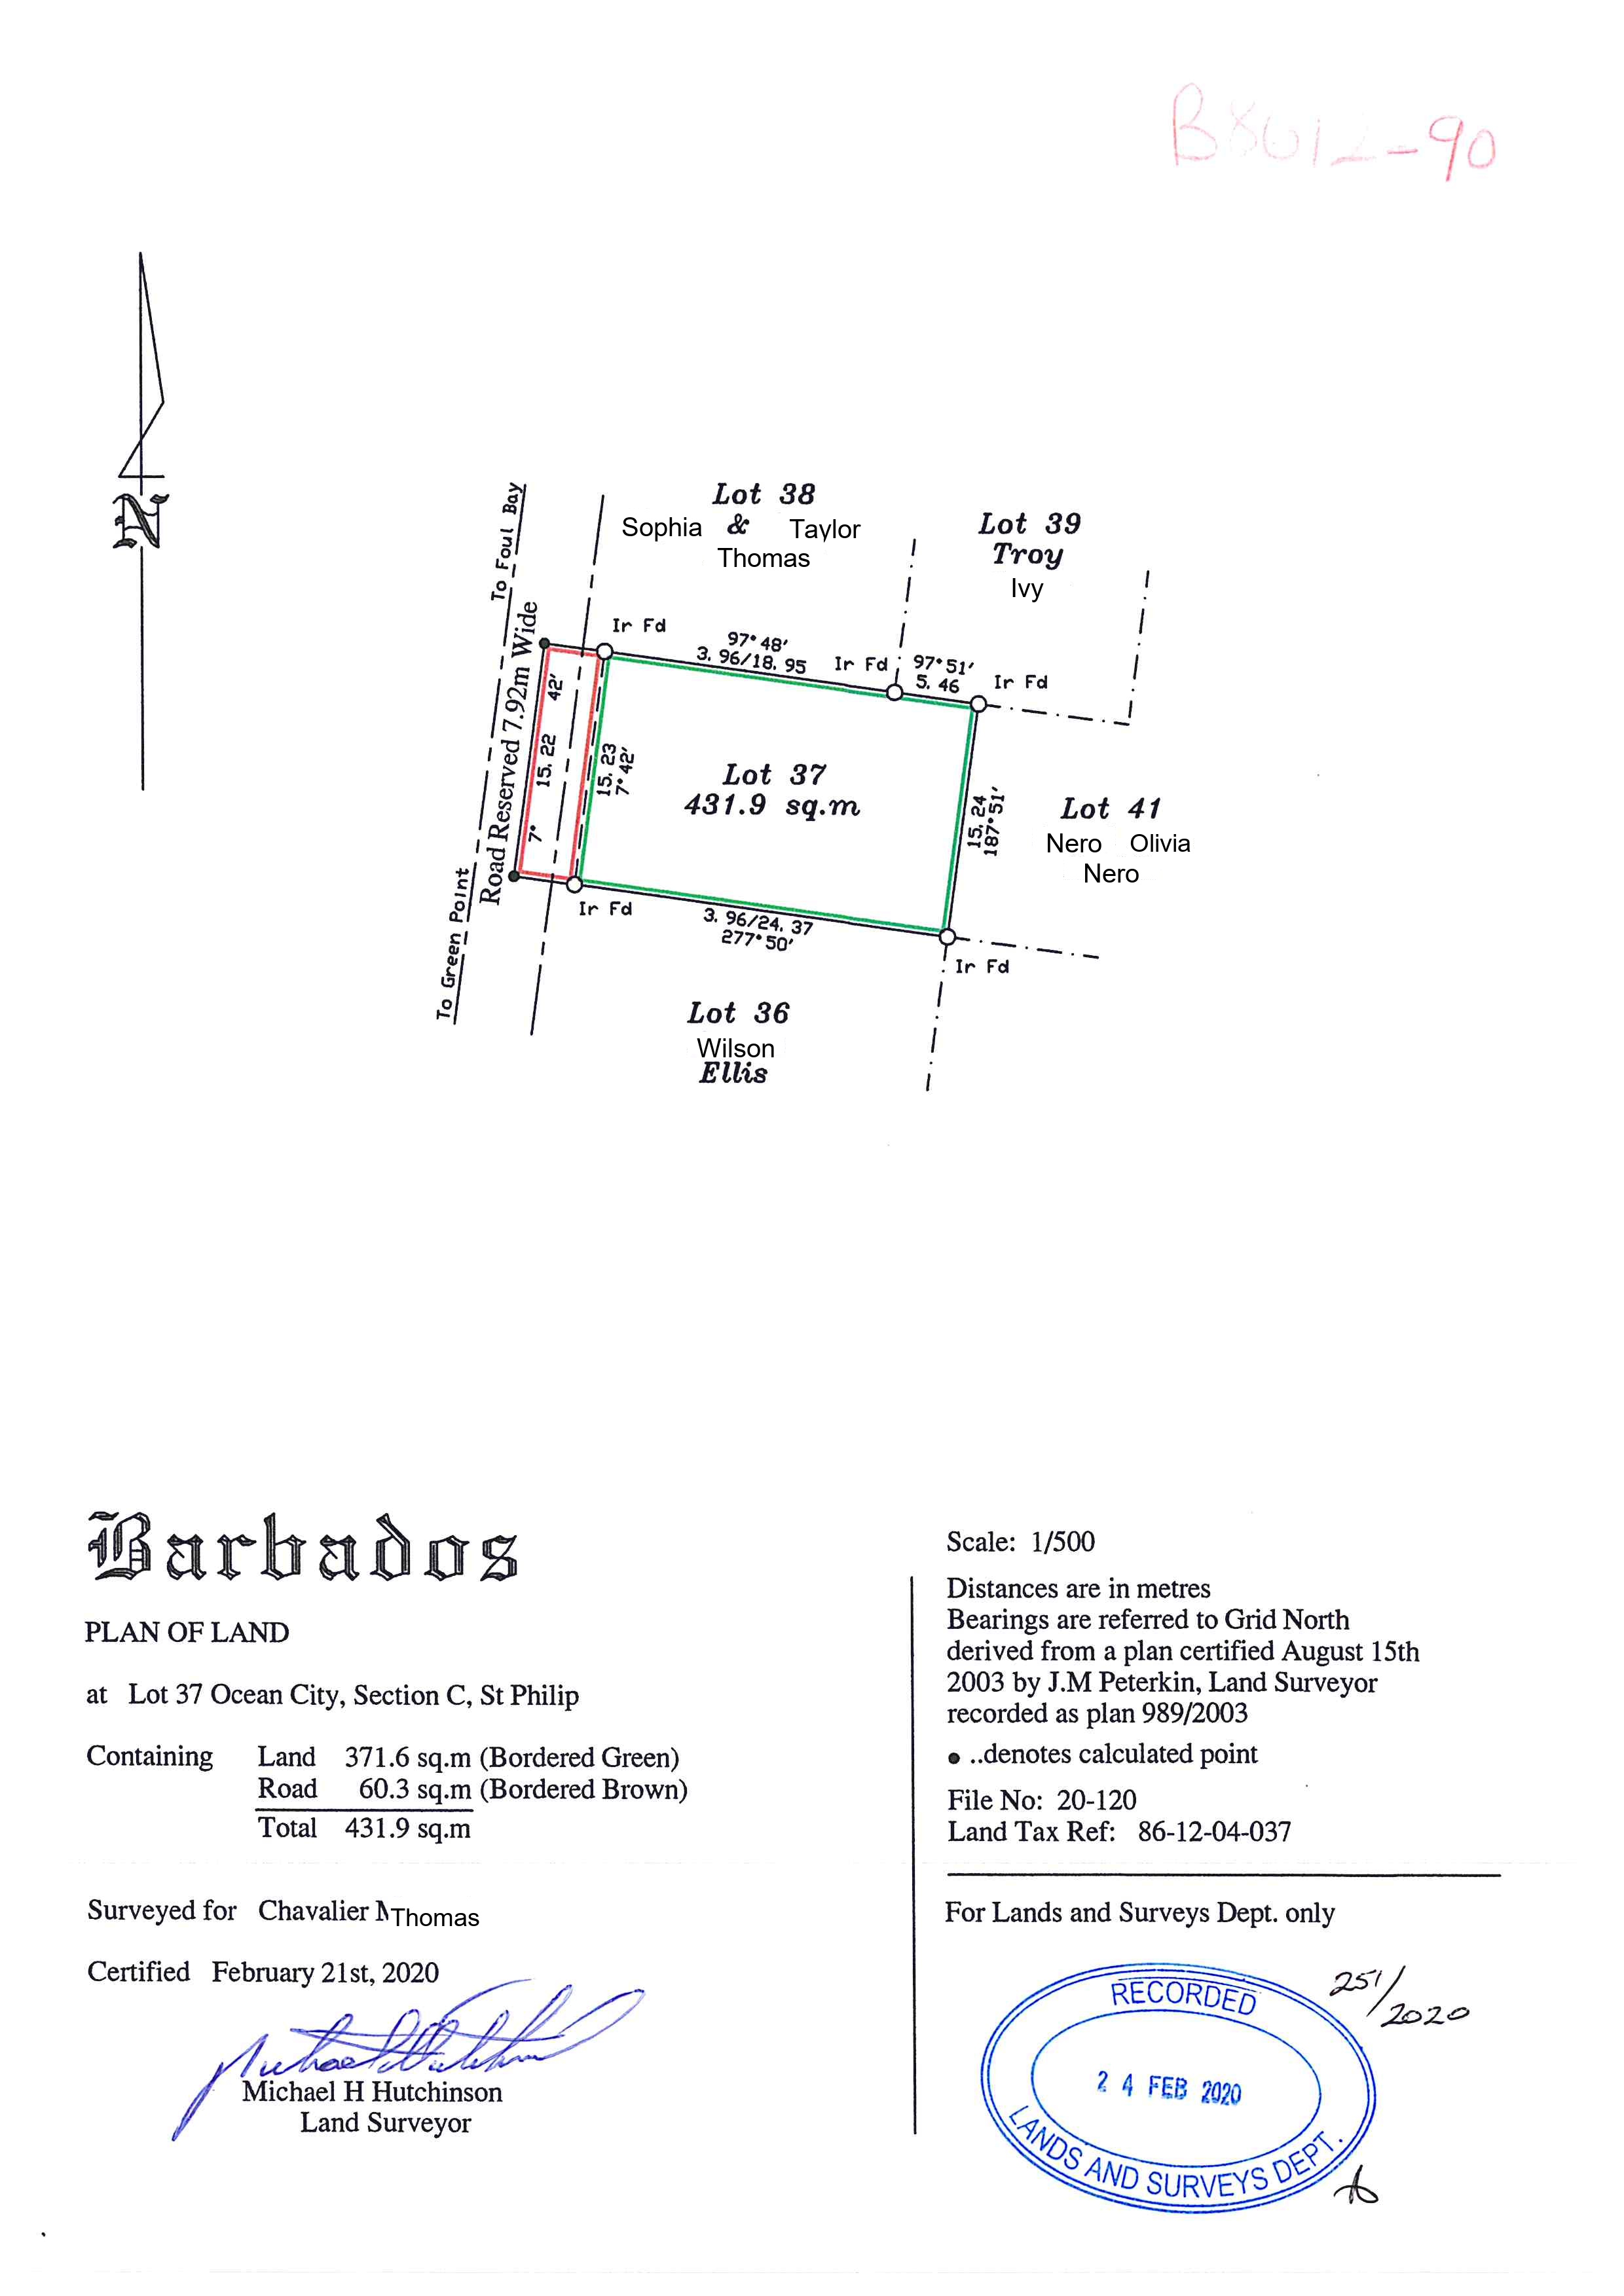 B8612-90
N
Lot 38
Sophia & Taylor
Thomas
Lot 39
Troy
Ivy
To Foul Bay
Road Reserved 7.92m Wide
To Green Point
Ir Fd
97°48'
3.96/18.95
Ir Fd
97°51'
5.46
Ir Fd
7° 15.22 42'
15.23
7°42'
Lot 37
431.9 sq.m
15.24
187°51'
Lot 41
Nero Olivia
Nero
Ir Fd
3.96/24.37
277°50'
Ir Fd
Lot 36
Wilson
Ellis
Barbados
PLAN OF LAND
at Lot 37 Ocean City, Section C, St Philip
Containing Land 371.6 sq.m (Bordered Green)
Road 60.3 sq.m (Bordered Brown)
Total 431.9 sq.m
Surveyed for Chavalier Thomas
Certified February 21st, 2020
Michael H Hutchinson
Land Surveyor
Scale: 1/500
Distances are in metres
Bearings are referred to Grid North
derived from a plan certified August 15th
2003 by J.M Peterkin, Land Surveyor
recorded as plan 989/2003
● ..denotes calculated point
File No: 20-120
Land Tax Ref: 86-12-04-037
For Lands and Surveys Dept. only
251/2020
RECORDED
24 FEB 2020
LANDS AND SURVEYS DEPT.